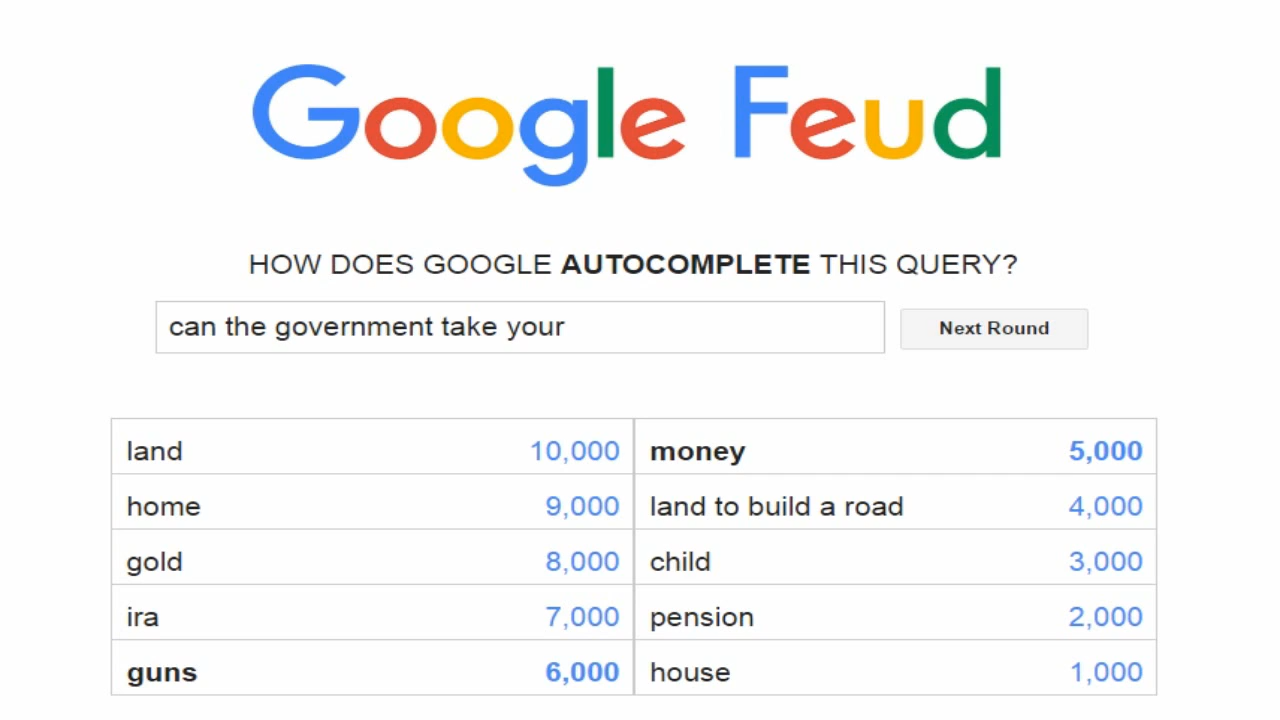 Google Feud
HOW DOES GOOGLE AUTOCOMPLETE THIS QUERY?
can the government take your
Next Round
land 10,000
money 5,000
home 9,000
land to build a road 4,000
gold 8,000
child 3,000
ira 7,000
pension 2,000
guns 6,000
house 1,000